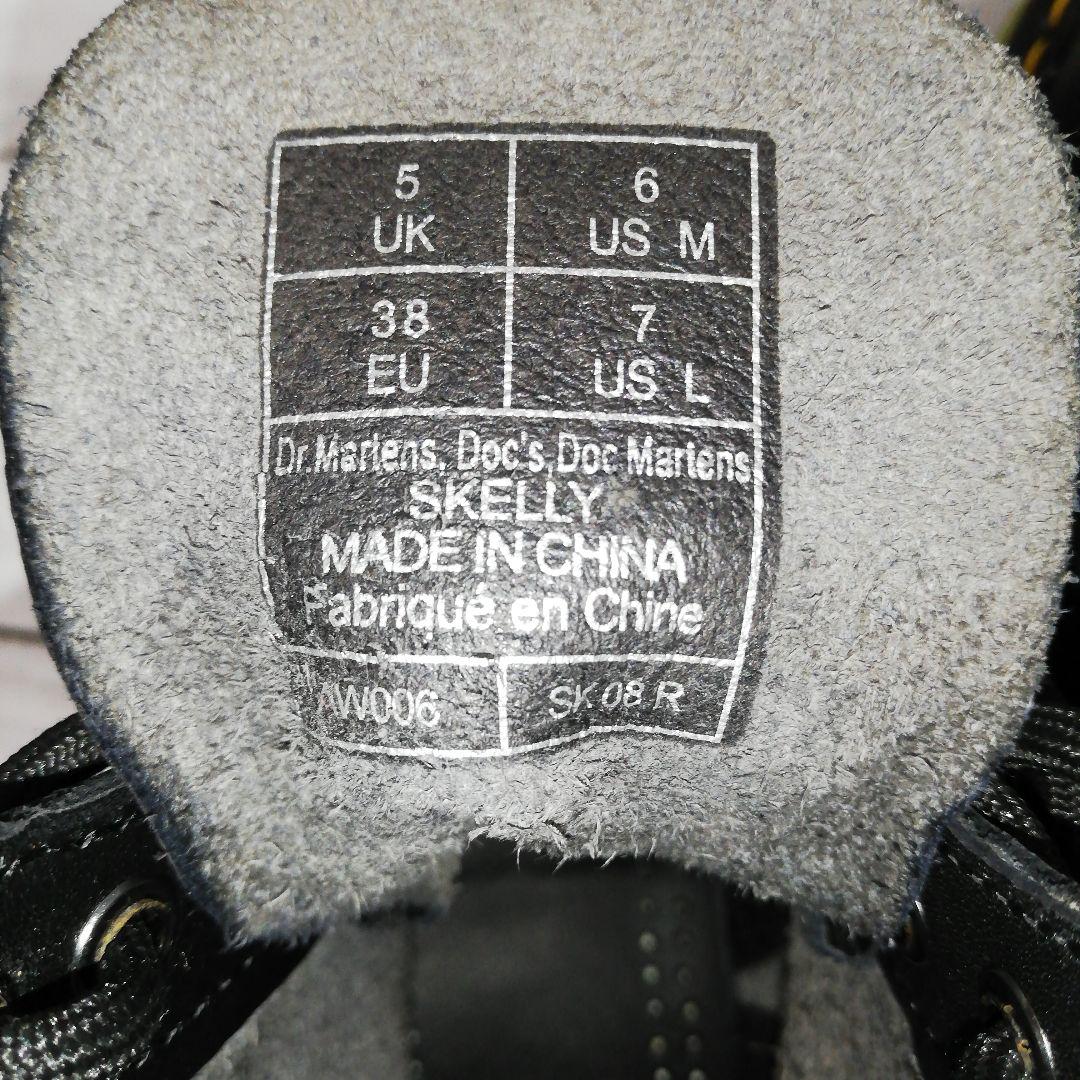 5 UK
6 US M
38 EU
7 US L
Dr. Martens, Doc's, Doc Martens
SKELLY
MADE IN CHINA
Fabriqué en Chine
AW006
SK 08 R